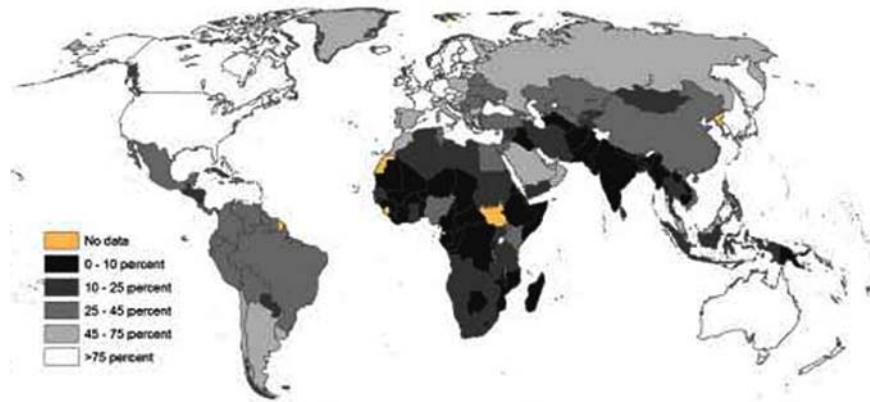 No data
0 - 10 percent
10 - 25 percent
25 - 45 percent
45 - 75 percent
>75 percent